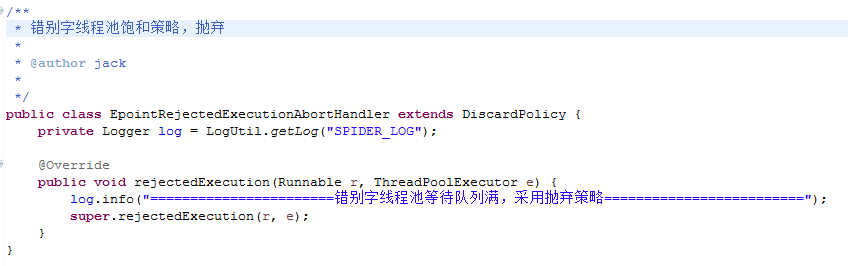 /**
 * 错别字线程池饱和策略，抛弃
 *
 * @author jack
 *
 */
public class EpointRejectedExecutionAbortHandler extends DiscardPolicy {
    private Logger log = LogUtil.getLog("SPIDER_LOG");

    @Override
    public void rejectedExecution(Runnable r, ThreadPoolExecutor e) {
        log.info("=======================错别字线程池等待队列满，采用抛弃策略=========================");
        super.rejectedExecution(r, e);
    }
}